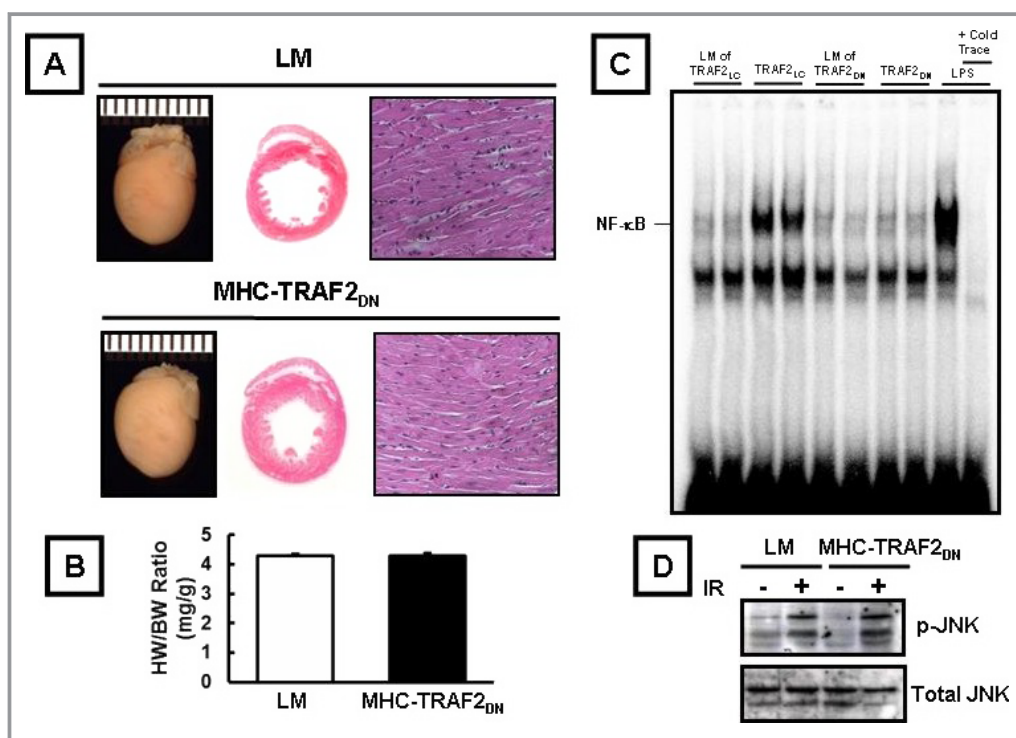 A
LM
MHC-TRAF2DN
B
HW/BW Ratio
(mg/g)
5
4
3
2
1
0
LM MHC-TRAF2DN
C
+ Cold
Trace
LM of
TRAF2LC TRAF2LC LM of
TRAF2DN TRAF2DN LPS
NF-κB
D
LM MHC-TRAF2DN
IR - + - +
p-JNK
Total JNK